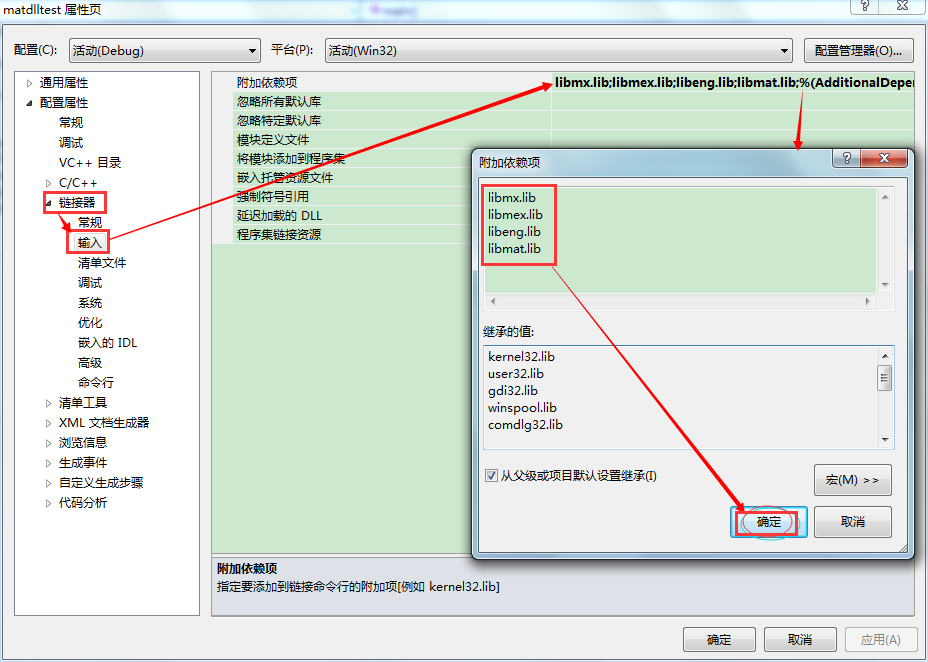 matdlltest 属性页
配置(C): 活动(Debug) 平台(P): 活动(Win32) 配置管理器(O)...
通用属性
配置属性
常规
调试
VC++ 目录
C/C++
链接器
常规
输入
清单文件
调试
系统
优化
嵌入的 IDL
高级
命令行
清单工具
XML 文档生成器
浏览信息
生成事件
自定义生成步骤
代码分析
附加依赖项 libmx.lib;libmex.lib;libeng.lib;libmat.lib;%(AdditionalDeper
忽略所有默认库
忽略特定默认库
模块定义文件
将模块添加到程序集
嵌入托管资源文件
强制符号引用
延迟加载的 DLL
程序集链接资源
附加依赖项
libmx.lib
libmex.lib
libeng.lib
libmat.lib
继承的值:
kernel32.lib
user32.lib
gdi32.lib
winspool.lib
comdlg32.lib
从父级或项目默认设置继承(I)
宏(M) >>
确定 取消
附加依赖项
指定要添加到链接命令行的附加项[例如 kernel32.lib]
确定 取消 应用(A)